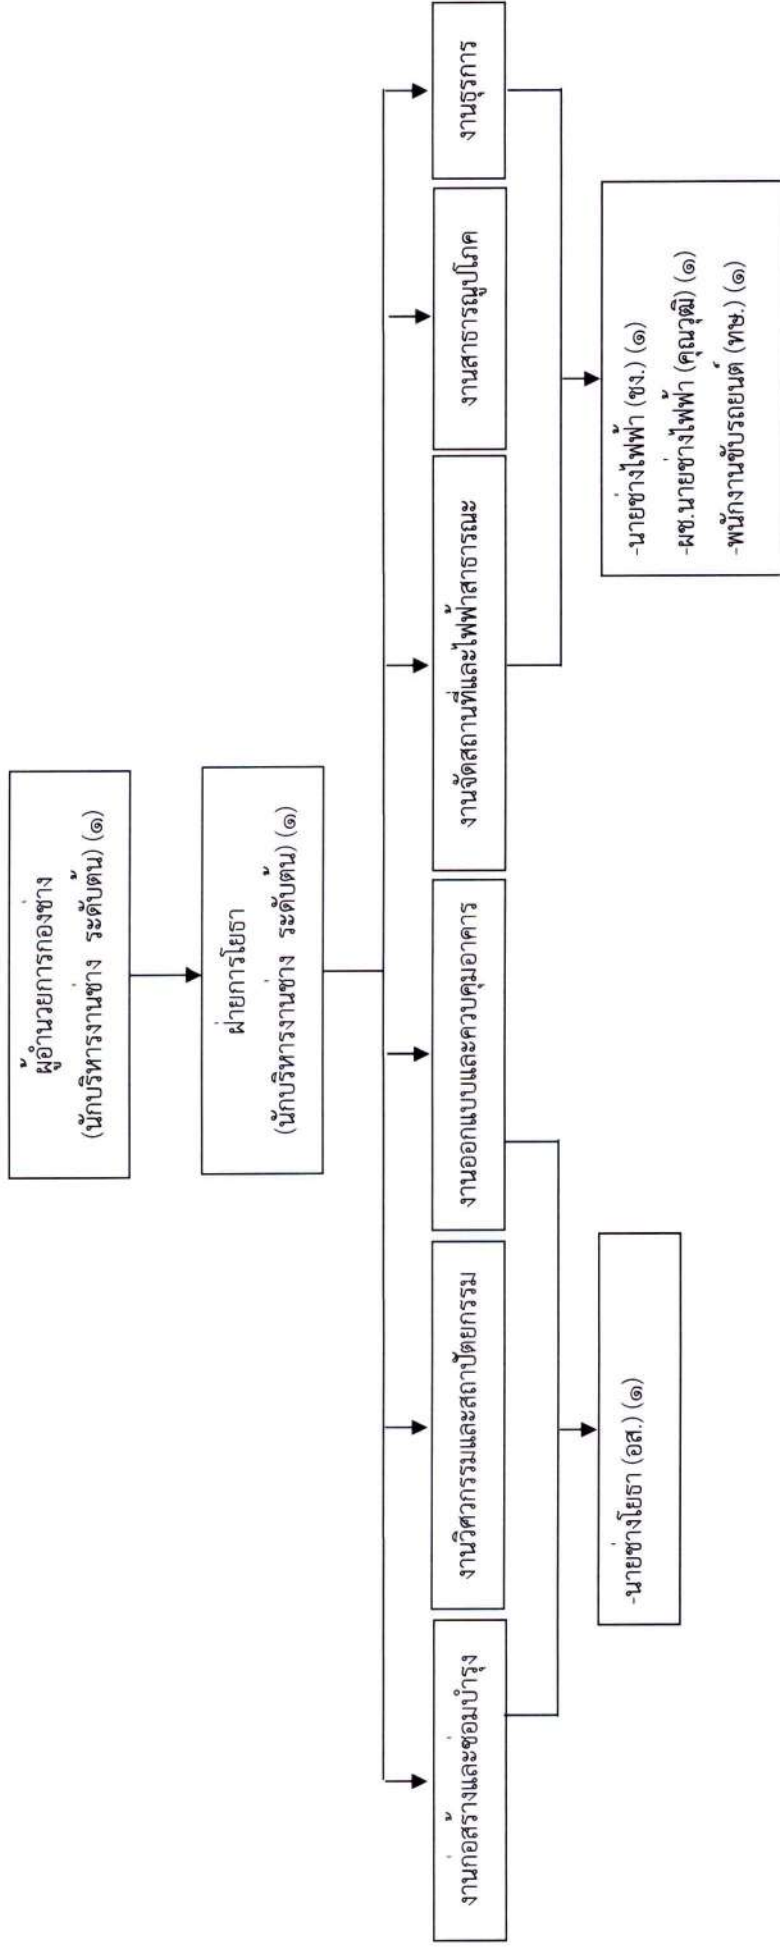 ผู้อำนวยการกองช่าง
(นักบริหารงานช่าง ระดับต้น) (๑)
ฝ่ายการโยธา
(นักบริหารงานช่าง ระดับต้น) (๑)
งานก่อสร้างและซ่อมบำรุง
งานวิศวกรรมและสถาปัตยกรรม
งานออกแบบและควบคุมอาคาร
งานจัดสถานที่และไฟฟ้าสาธารณะ
งานสาธารณูปโภค
งานธุรการ
-นายช่างโยธา (อส.) (๑)
-นายช่างไฟฟ้า (ชง.) (๑)
-ผช.นายช่างไฟฟ้า (คุณวุฒิ) (๑)
-พนักงานขับรถยนต์ (ทษ.) (๑)